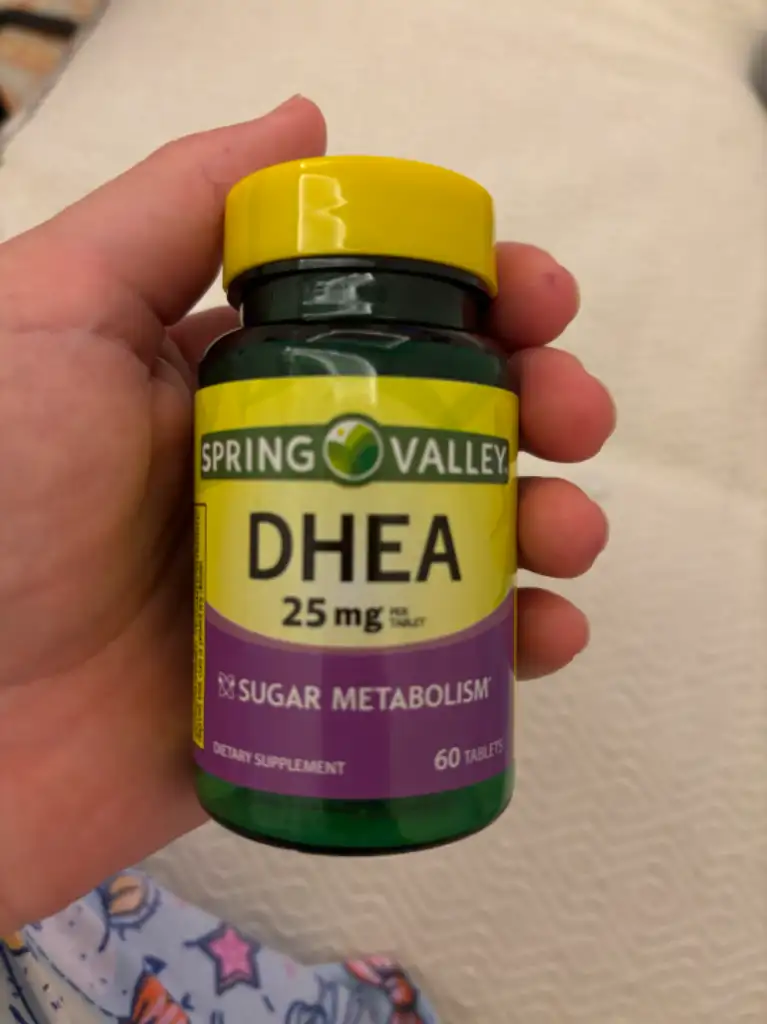 SPRING VALLEY
DHEA
25 mg PER TABLET
SUGAR METABOLISM*
DIETARY SUPPLEMENT
60 TABLETS